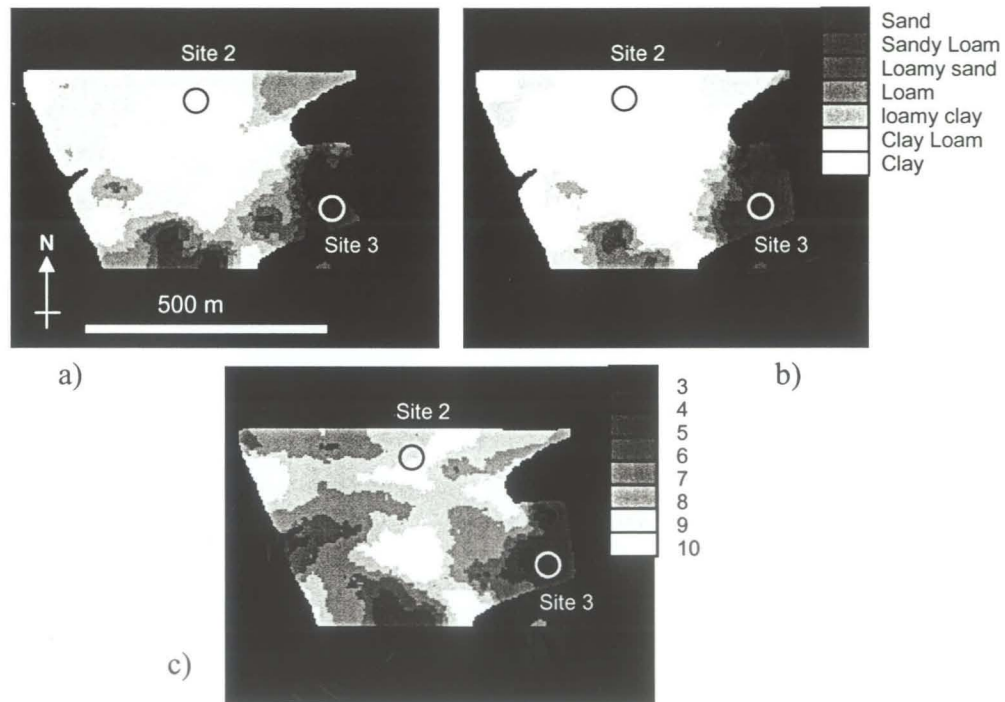 Site 2
Site 3
N
500 m
a)
Site 2
Site 3
b)
Sand
Sandy Loam
Loamy sand
Loam
loamy clay
Clay Loam
Clay
Site 2
Site 3
c)
3
4
5
6
7
8
9
10